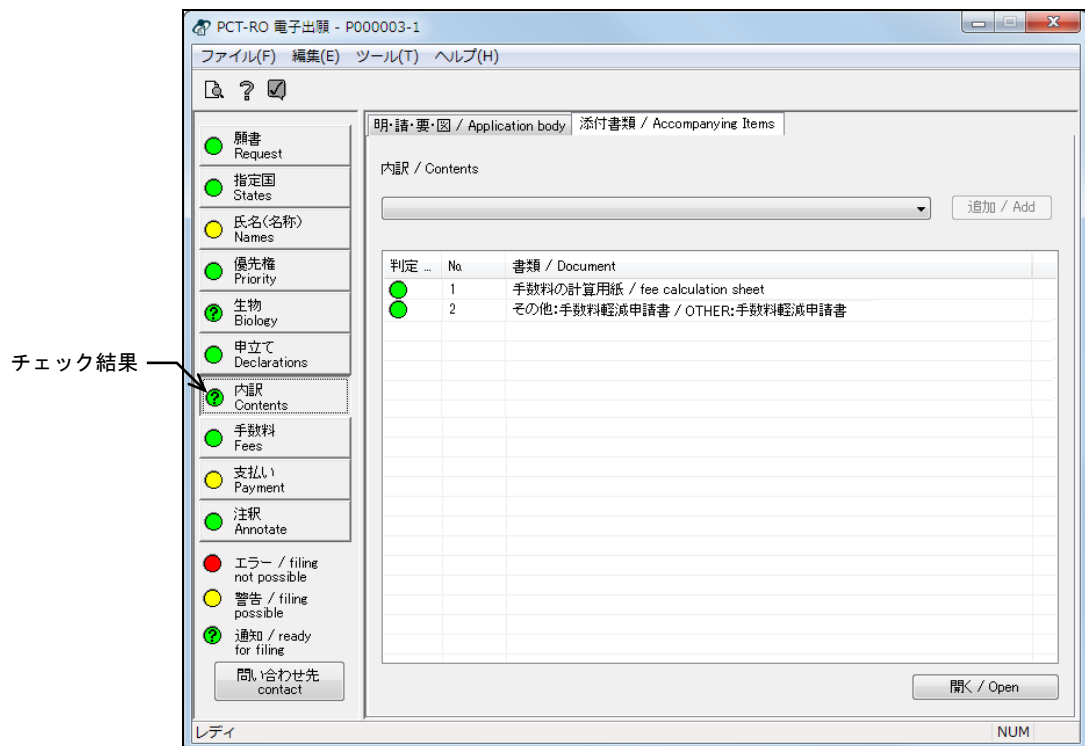 PCT-RO 電子出願 - P000003-1
ファイル(F) 編集(E) ツール(T) ヘルプ(H)
明・請・要・図 / Application body 添付書類 / Accompanying Items
願書
Request
指定国
States
氏名(名称)
Names
優先権
Priority
生物
Biology
申立て
Declarations
チェック結果
内訳
Contents
手数料
Fees
支払い
Payment
注釈
Annotate
エラー / filing
not possible
警告 / filing
possible
通知 / ready
for filing
問い合わせ先
contact
内訳 / Contents
追加 / Add
判定 ... No. 書類 / Document
1 手数料の計算用紙 / fee calculation sheet
2 その他:手数料軽減申請書 / OTHER:手数料軽減申請書
開く / Open
レディ NUM